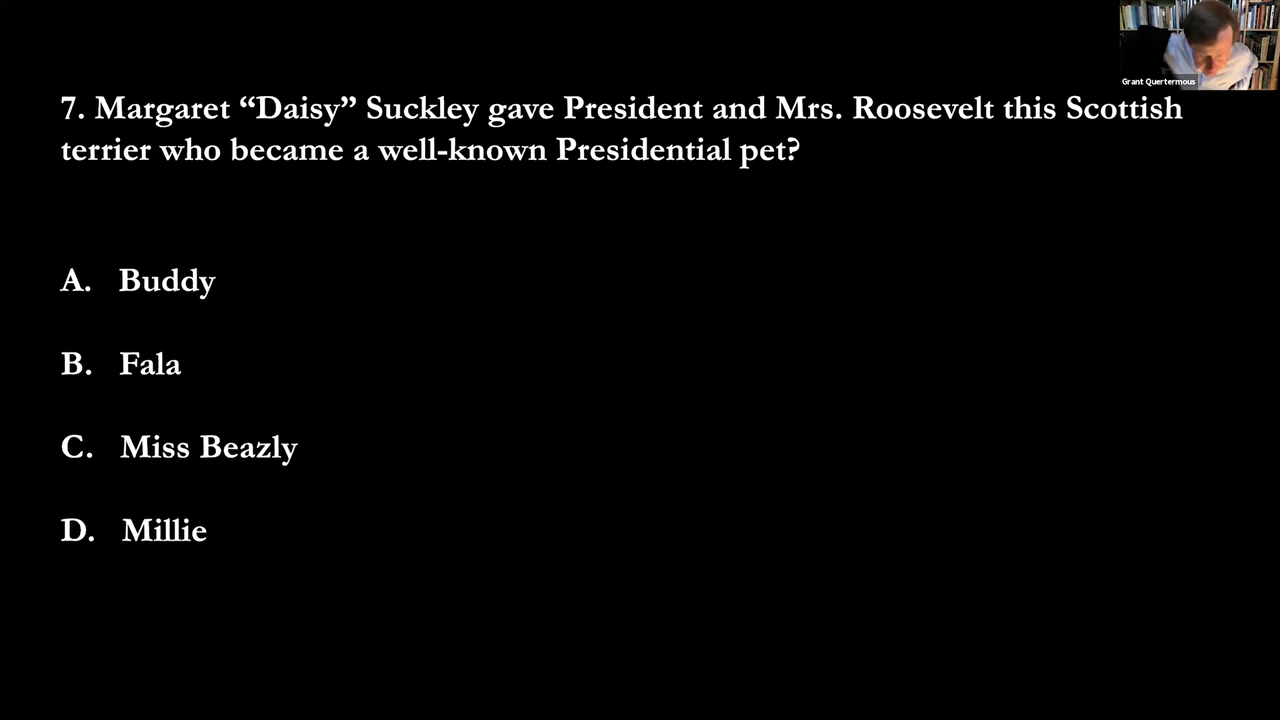 Grant Quertermous
7. Margaret “Daisy” Suckley gave President and Mrs. Roosevelt this Scottish
terrier who became a well-known Presidential pet?
A. Buddy
B. Fala
C. Miss Beazly
D. Millie